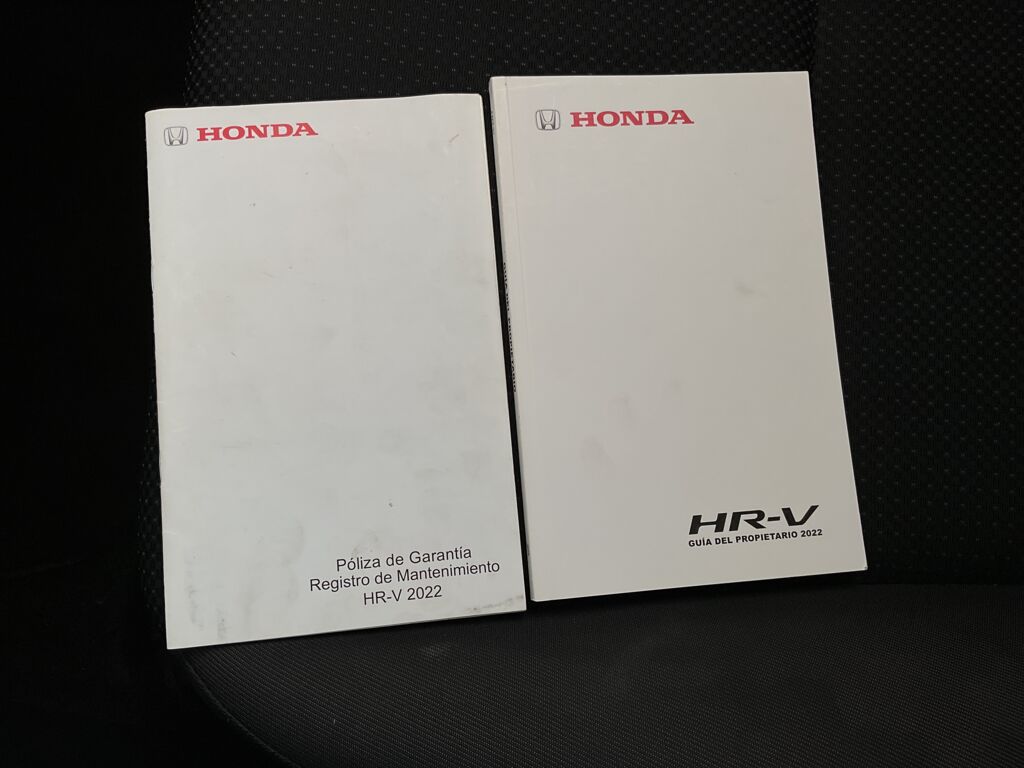 HONDA
Póliza de Garantía
Registro de Mantenimiento
HR-V 2022
HONDA
HR-V
GUÍA DEL PROPIETARIO 2022